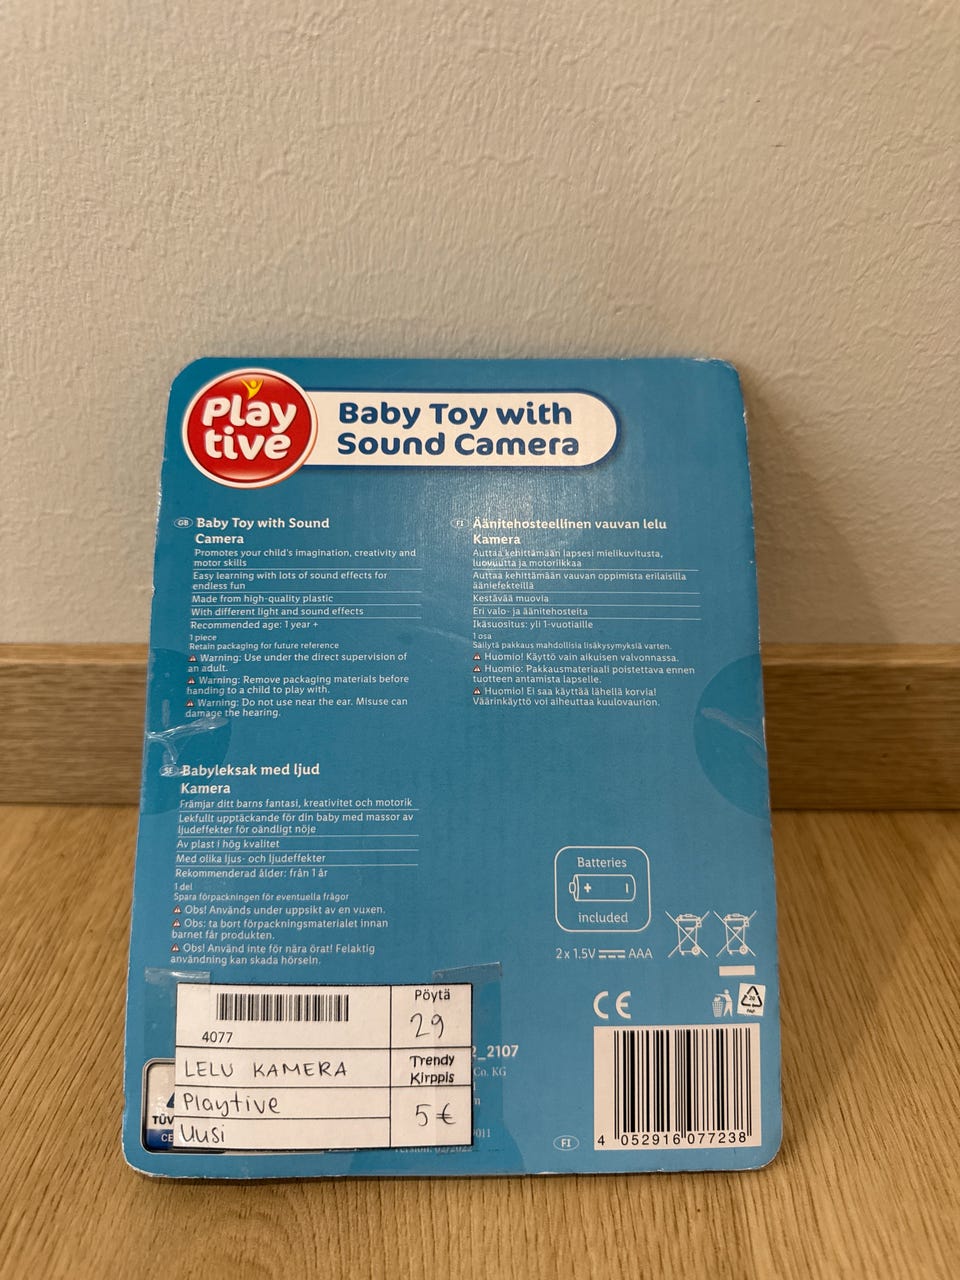 Play
tive
Baby Toy with
Sound Camera
GB Baby Toy with Sound
Camera
Promotes your child's imagination, creativity and
motor skills
Easy learning with lots of sound effects for
endless fun
Made from high-quality plastic
With different light and sound effects
Recommended age: 1 year +
1 piece
Retain packaging for future reference
Warning: Use under the direct supervision of
an adult.
Warning: Remove packaging materials before
handing to a child to play with.
Warning: Do not use near the ear. Misuse can
damage the hearing.
FI Äänitehosteellinen vauvan lelu
Kamera
Auttaa kehittämään lapsesi mielikuvitusta,
luovuutta ja motoriikkaa
Auttaa kehittämään vauvan oppimista erilaisilla
ääniefekteillä
Kestävää muovia
Eri valo- ja äänitehosteita
Ikäsuositus: yli 1-vuotiaille
1 osa
Säilytä pakkaus mahdollisia lisäkysymyksiä varten.
Huomio! Käyttö vain aikuisen valvonnassa.
Huomio: Pakkausmateriaali poistettava ennen
tuotteen antamista lapselle.
Huomio! Ei saa käyttää lähellä korvia!
Väärinkäyttö voi aiheuttaa kuulovaurion.
SE Babyleksak med ljud
Kamera
Främjar ditt barns fantasi, kreativitet och motorik
Lekfullt upptäckande för din baby med massor av
ljudeffekter för oändligt nöje
Av plast i hög kvalitet
Med olika ljus- och ljudeffekter
Rekommenderad ålder: från 1 år
1 del
Spara förpackningen för eventuella frågor
Obs! Används under uppsikt av en vuxen.
Obs: ta bort förpackningsmaterialet innan
barnet får produkten.
Obs! Använd inte för nära örat! Felaktig
användning kan skada hörseln.
Batteries
+
included
2 x 1.5V AAA
CE
20
PAP
4077
Pöytä
29
LELU KAMERA
Trendy
Kirppis
Playtive
5 €
Uusi
_2107
Co. KG
TÜV
FI
4 052916 077238